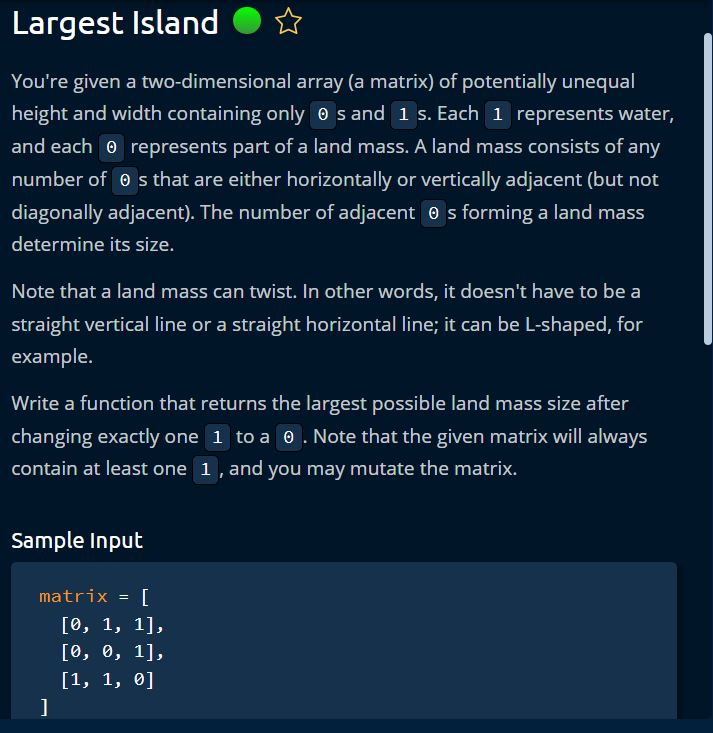 Largest Island
You're given a two-dimensional array (a matrix) of potentially unequal
height and width containing only 0 s and 1 s. Each 1 represents water,
and each 0 represents part of a land mass. A land mass consists of any
number of 0 s that are either horizontally or vertically adjacent (but not
diagonally adjacent). The number of adjacent 0 s forming a land mass
determine its size.
Note that a land mass can twist. In other words, it doesn't have to be a
straight vertical line or a straight horizontal line; it can be L-shaped, for
example.
Write a function that returns the largest possible land mass size after
changing exactly one 1 to a 0 . Note that the given matrix will always
contain at least one 1 , and you may mutate the matrix.
Sample Input
matrix = [
[0, 1, 1],
[0, 0, 1],
[1, 1, 0]
]